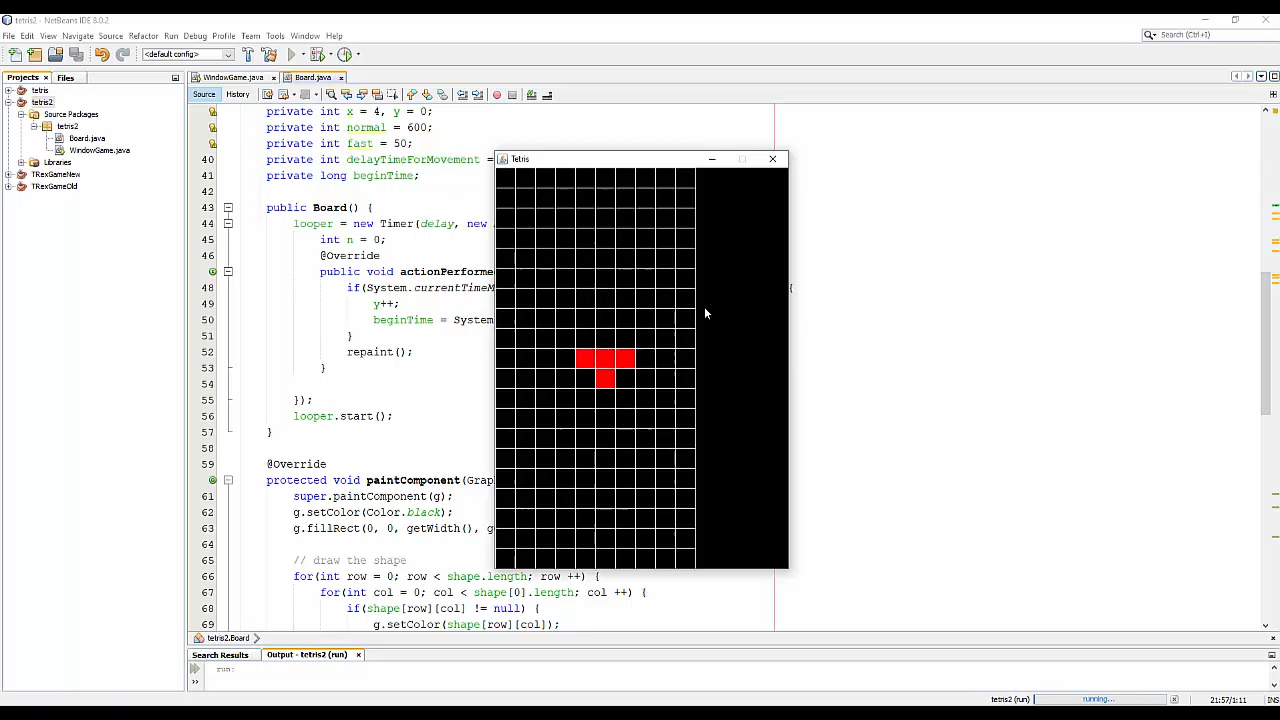 tetris2 - NetBeans IDE 8.0.2
File Edit View Navigate Source Refactor Run Debug Profile Team Tools Window Help
Search (Ctrl+I)
<default config>
Projects Files
WindowGame.java Board.java
Source History
tetris
tetris2
Source Packages
tetris2
Board.java
WindowGame.java
Libraries
TRexGameNew
TRexGameOld
private int x = 4, y = 0;
private int normal = 600;
private int fast = 50;
40 private int delayTimeForMovement =
41 private long beginTime;
42
43 public Board() {
44 looper = new Timer(delay, new
45 int n = 0;
46 @Override
public void actionPerforme
48 if(System.currentTimeM {
49 y++;
50 beginTime = System
51 }
52 repaint();
53 }
54
55 });
56 looper.start();
57 }
58
59 @Override
protected void paintComponent(Grap
61 super.paintComponent(g);
62 g.setColor(Color.black);
63 g.fillRect(0, 0, getWidth(), g
64
65 // draw the shape
66 for(int row = 0; row < shape.length; row ++) {
67 for(int col = 0; col < shape[0].length; col ++) {
68 if(shape[row][col] != null) {
69 g.setColor(shape[row][col]);
Tetris
tetris2.Board
Search Results Output - tetris2 (run)
run:
tetris2 (run) running... 21:57/1:11 INS